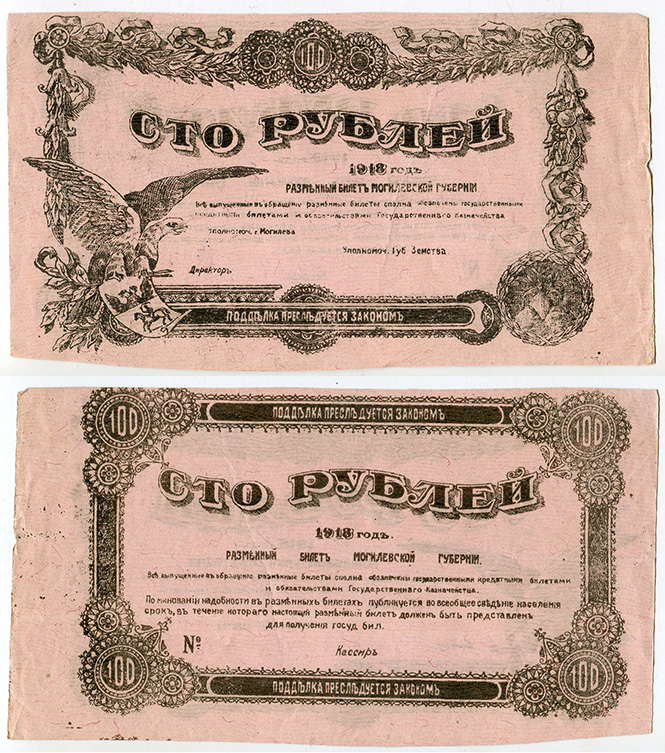 100
СТО РУБЛЕЙ
1918 годъ
РАЗМѢННЫЙ БИЛЕТЪ МОГИЛЕВСКОЙ ГУБЕРНІИ
Всѣ выпущенные въ обращеніе размѣнные билеты сполна обезпечены государственными
кредитными билетами и обязательствами Государственнаго Казначейства
Уполномоч. г. Могилева
Уполномоч. Губ Земства
Директоръ.
ПОДДѢЛКА ПРЕСЛѢДУЕТСЯ ЗАКОНОМЪ
100 ПОДДѢЛКА ПРЕСЛѢДУЕТСЯ ЗАКОНОМЪ 100
СТО РУБЛЕЙ
1918 годъ.
РАЗМѢННЫЙ БИЛЕТЪ МОГИЛЕВСКОЙ ГУБЕРНІИ.
Всѣ выпущенные въ обращеніе размѣнные билеты сполна обезпечены государственными кредитными билетами
и обязательствами Государственнаго Казначейства.
По минованіи надобности въ размѣнныхъ билетахъ публикуется во всеобщее свѣдѣніе населенія
срокъ, въ теченіе котораго настоящій размѣнный билетъ долженъ быть представленъ
для полученія госуд бил.
№
Кассиръ
100 ПОДДѢЛКА ПРЕСЛѢДУЕТСЯ ЗАКОНОМЪ 100